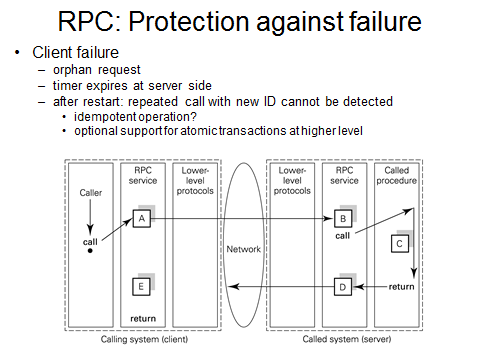 RPC: Protection against failure
• Client failure
– orphan request
– timer expires at server side
– after restart: repeated call with new ID cannot be detected
• idempotent operation?
• optional support for atomic transactions at higher level
Caller
call
RPC
service
A
E
return
Lower-
level
protocols
Network
Lower-
level
protocols
RPC
service
B
call
D
Called
procedure
C
return
Calling system (client)
Called system (server)